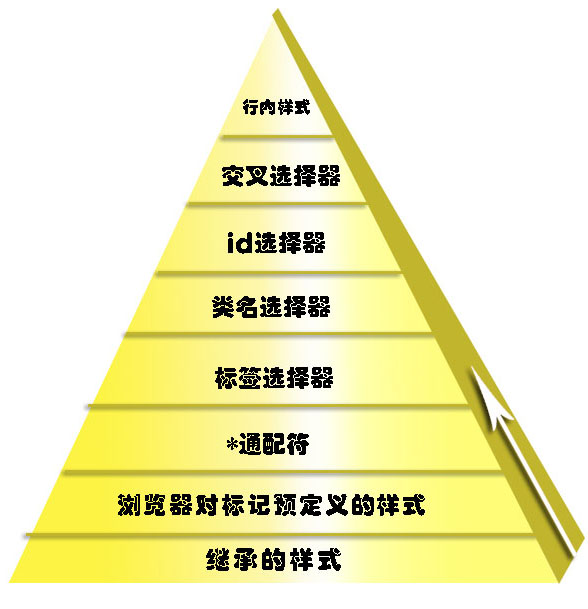 行内样式
交叉选择器
id选择器
类名选择器
标签选择器
*通配符
浏览器对标记预定义的样式
继承的样式